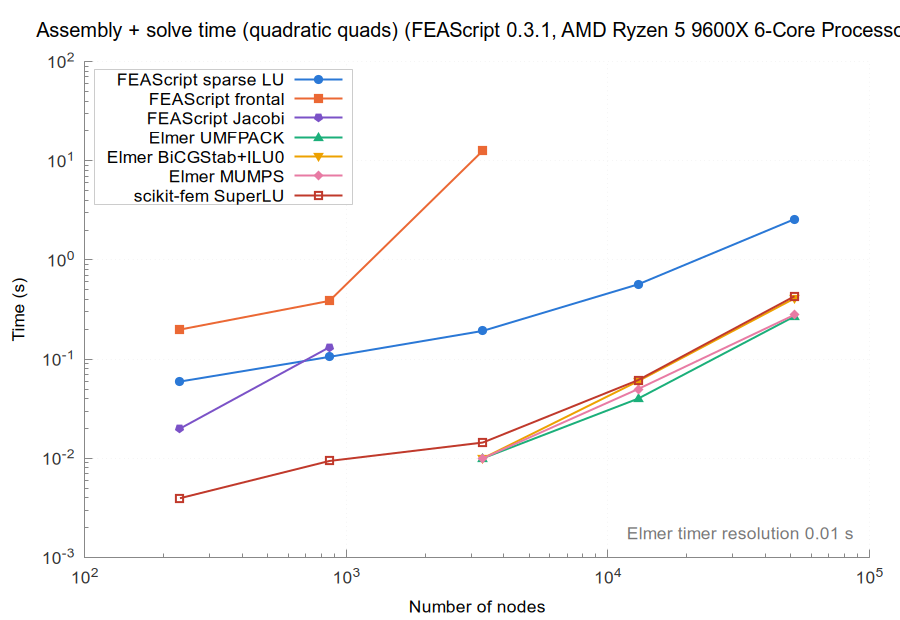 Assembly + solve time (quadratic quads) (FEAScript 0.3.1, AMD Ryzen 5 9600X 6-Core Processo
10²
10¹
10⁰
10⁻¹
10⁻²
10⁻³
Time (s)
FEAScript sparse LU
FEAScript frontal
FEAScript Jacobi
Elmer UMFPACK
Elmer BiCGStab+ILU0
Elmer MUMPS
scikit-fem SuperLU
Elmer timer resolution 0.01 s
10² 10³ 10⁴ 10⁵
Number of nodes